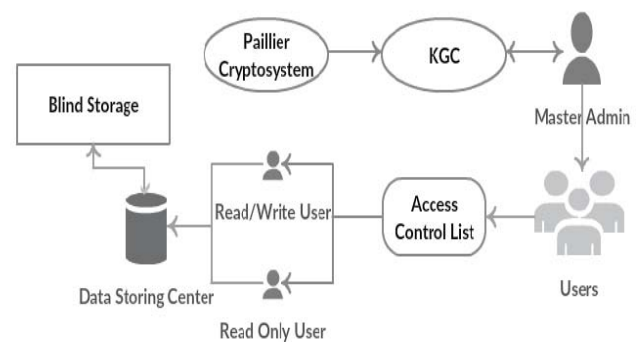 Paillier
Cryptosystem
KGC
Master Admin
Blind Storage
Read/Write User
Access
Control List
Users
Data Storing Center
Read Only User